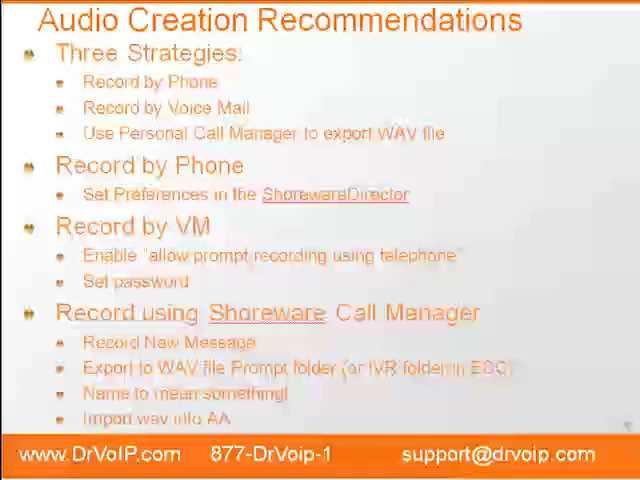 Audio Creation Recommendations
Three Strategies:
Record by Phone
Record by Voice Mail
Use Personal Call Manager to export WAV file
Record by Phone
Set Preferences in the ShorewareDirector
Record by VM
Enable "allow prompt recording using telephone"
Set password
Record using Shoreware Call Manager
Record New Message
Export to WAV file Prompt folder (or IVR folder in ECC)
Name to mean something!
Import wav into AA
www.DrVoIP.com 877-DrVoip-1 support@drvoip.com